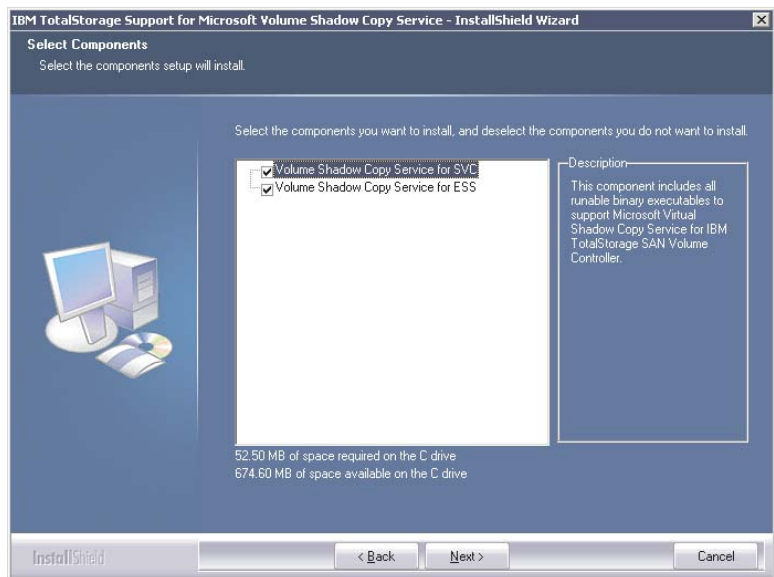 IBM TotalStorage Support for Microsoft Volume Shadow Copy Service - InstallShield Wizard
Select Components
Select the components setup will install.
Select the components you want to install, and deselect the components you do not want to install.
Volume Shadow Copy Service for SVC
Volume Shadow Copy Service for ESS
Description
This component includes all
runable binary executables to
support Microsoft Virtual
Shadow Copy Service for IBM
TotalStorage SAN Volume
Controller.
52.50 MB of space required on the C drive
674.60 MB of space available on the C drive
InstallShield
< Back
Next >
Cancel